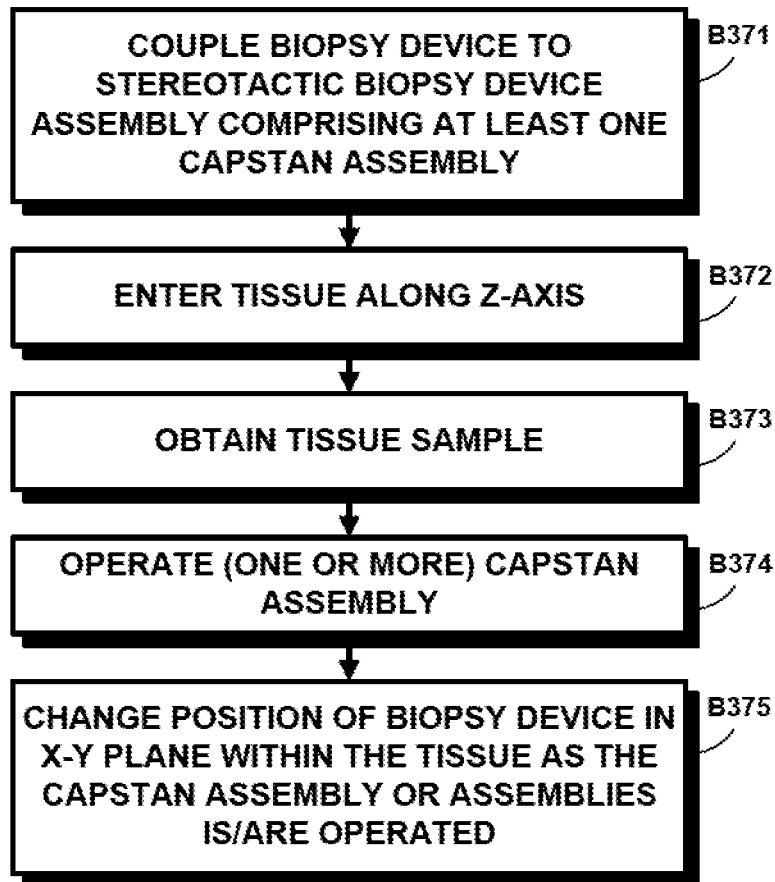 COUPLE BIOPSY DEVICE TO
STEREOTACTIC BIOPSY DEVICE
ASSEMBLY COMPRISING AT LEAST ONE
CAPSTAN ASSEMBLY
B371
ENTER TISSUE ALONG Z-AXIS
B372
OBTAIN TISSUE SAMPLE
B373
OPERATE (ONE OR MORE) CAPSTAN
ASSEMBLY
B374
CHANGE POSITION OF BIOPSY DEVICE IN
X-Y PLANE WITHIN THE TISSUE AS THE
CAPSTAN ASSEMBLY OR ASSEMBLIES
IS/ARE OPERATED
B375